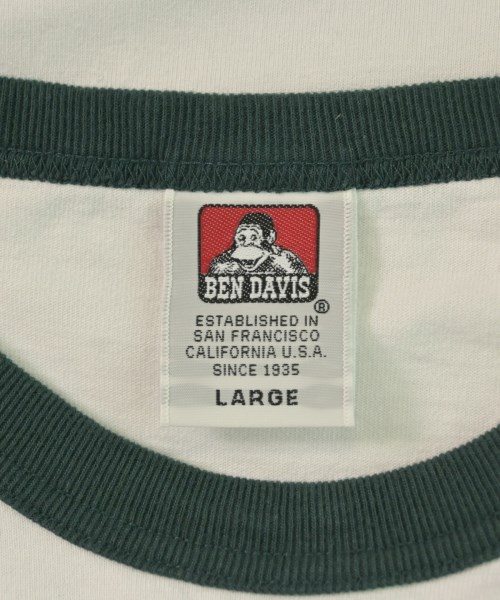 BEN DAVIS
®
ESTABLISHED IN
SAN FRANCISCO
CALIFORNIA U.S.A.
SINCE 1935
LARGE